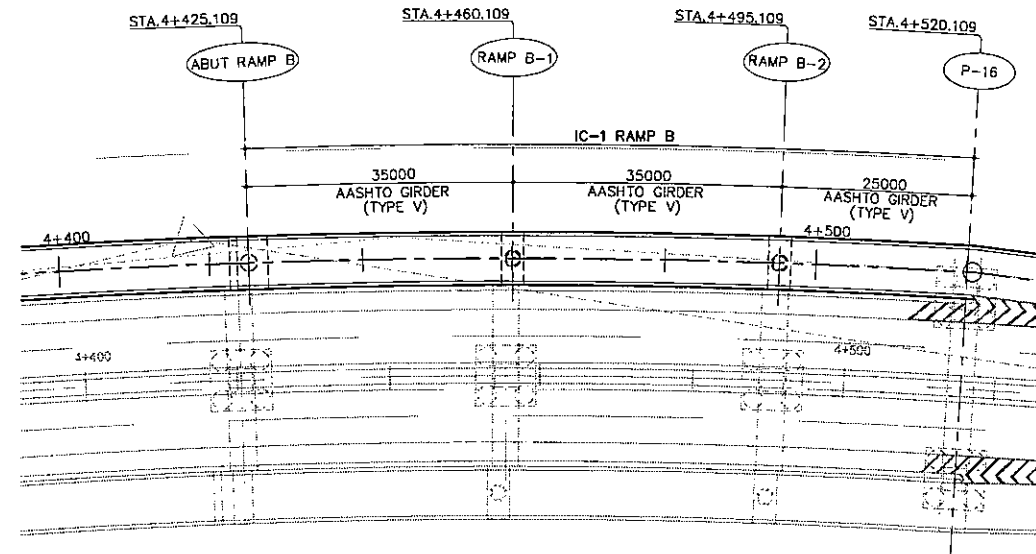 STA.4+425.109
STA.4+460.109
STA.4+495.109
STA.4+520.109
ABUT RAMP B
RAMP B-1
RAMP B-2
P-16
IC-1 RAMP B
35000
AASHTO GIRDER
(TYPE V)
35000
AASHTO GIRDER
(TYPE V)
25000
AASHTO GIRDER
(TYPE V)
4+400
4+500
4+400
4+500